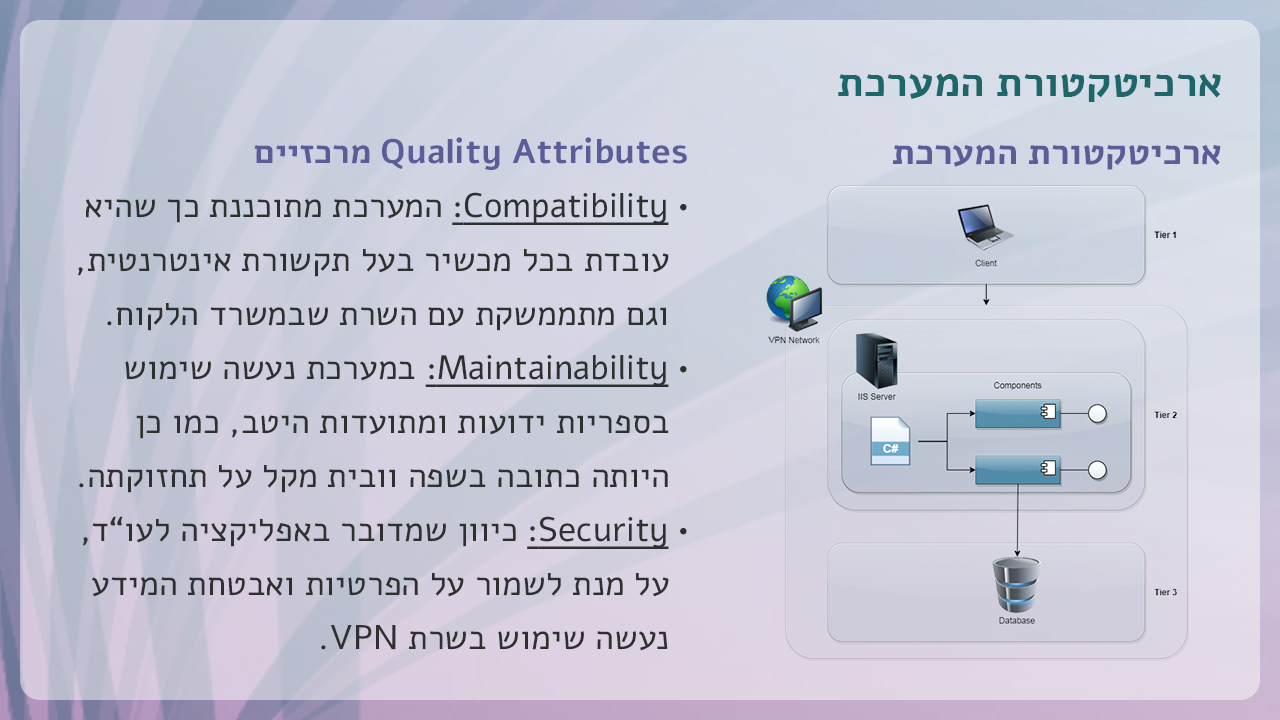 ארכיטקטורת המערכת
ארכיטקטורת המערכת
Client
Tier 1
VPN Network
IIS Server
Components
C#
Tier 2
Database
Tier 3
Quality Attributes מרכזיים
• Compatibility: המערכת מתוכננת כך שהיא
עובדת בכל מכשיר בעל תקשורת אינטרנטית,
וגם מתממשקת עם השרת שבמשרד הלקוח.
• Maintainability: במערכת נעשה שימוש
בספריות ידועות ומתועדות היטב, כמו כן
היותה כתובה בשפה וובית מקל על תחזוקתה.
• Security: כיוון שמדובר באפליקציה לעו“ד,
על מנת לשמור על הפרטיות ואבטחת המידע
נעשה שימוש בשרת VPN.